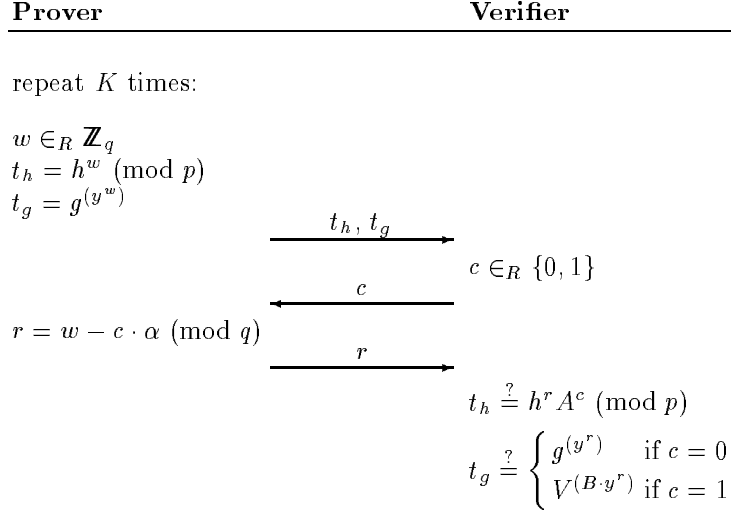 Prover Verifier
repeat K times:
w ∈_R ℤ_q
t_h = h^w (mod p)
t_g = g^(y^w)
t_h, t_g
c ∈_R {0, 1}
c
r = w − c · α (mod q)
r
t_h ≟ h^r A^c (mod p)
t_g ≟ { g^(y^r) if c = 0
V^(B·y^r) if c = 1